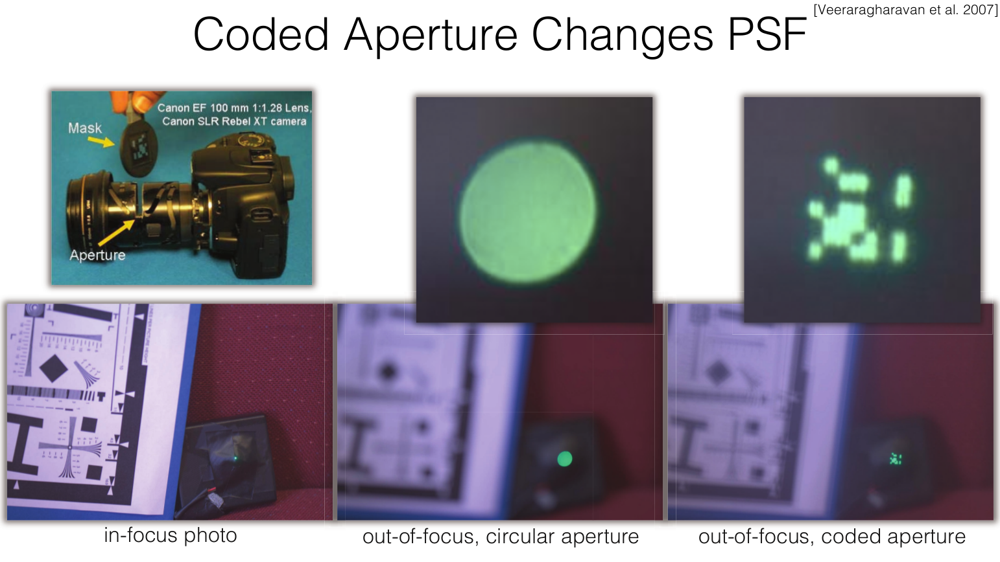 [Veeraragharavan et al. 2007]
Coded Aperture Changes PSF
Canon EF 100 mm 1:1.28 Lens,
Canon SLR Rebel XT camera
Mask
Aperture
in-focus photo
out-of-focus, circular aperture
out-of-focus, coded aperture